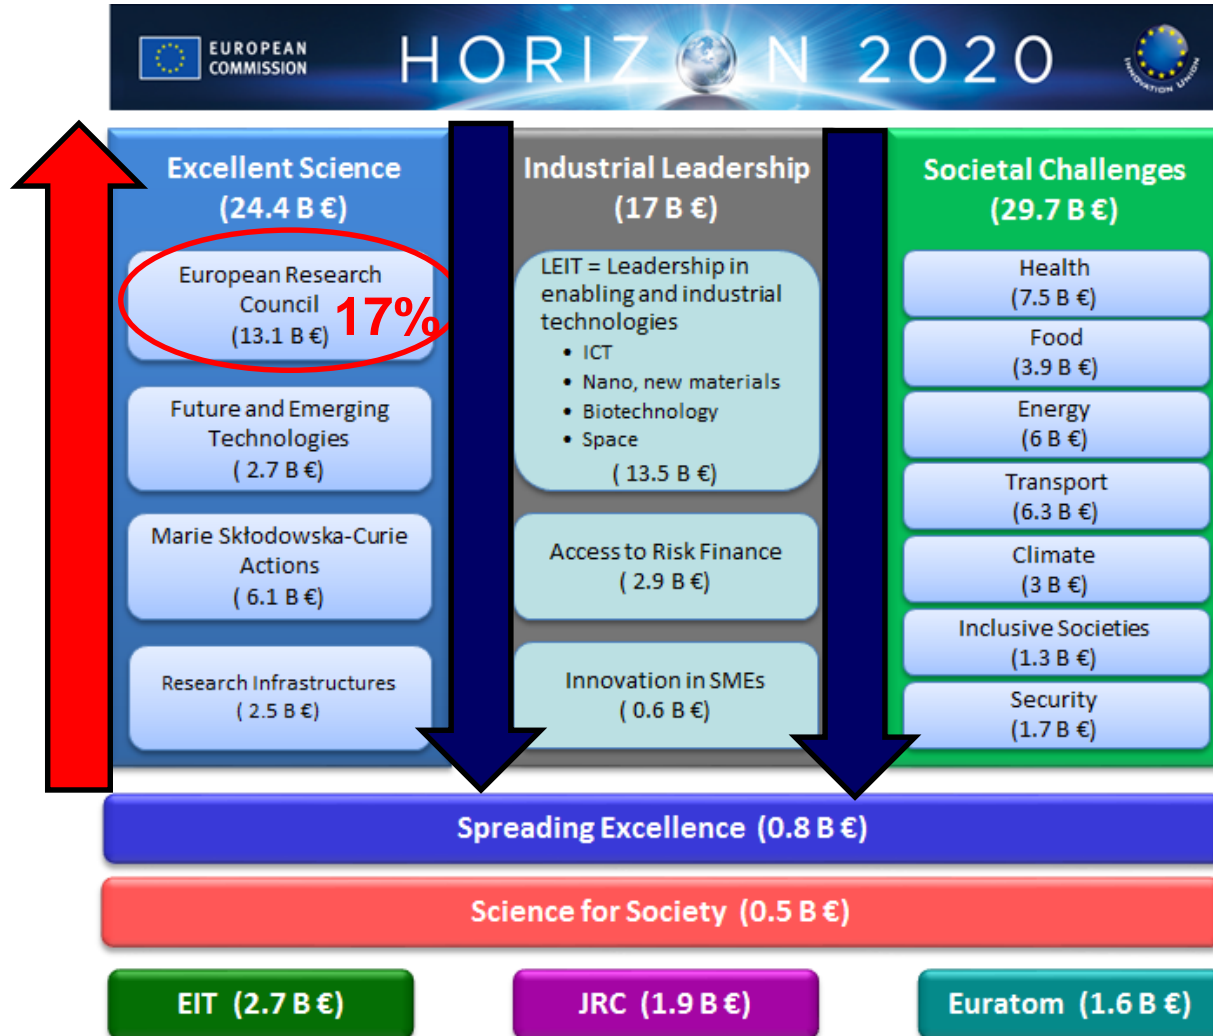 EUROPEAN
COMMISSION
HORIZON 2020
INNOVATION UNION
Excellent Science
(24.4 B €)
European Research
Council
(13.1 B €)
17%
Future and Emerging
Technologies
( 2.7 B €)
Marie Skłodowska-Curie
Actions
( 6.1 B €)
Research Infrastructures
( 2.5 B €)
Industrial Leadership
(17 B €)
LEIT = Leadership in
enabling and industrial
technologies
• ICT
• Nano, new materials
• Biotechnology
• Space
( 13.5 B €)
Access to Risk Finance
( 2.9 B €)
Innovation in SMEs
( 0.6 B €)
Societal Challenges
(29.7 B €)
Health
(7.5 B €)
Food
(3.9 B €)
Energy
(6 B €)
Transport
(6.3 B €)
Climate
(3 B €)
Inclusive Societies
(1.3 B €)
Security
(1.7 B €)
Spreading Excellence (0.8 B €)
Science for Society (0.5 B €)
EIT (2.7 B €)
JRC (1.9 B €)
Euratom (1.6 B €)